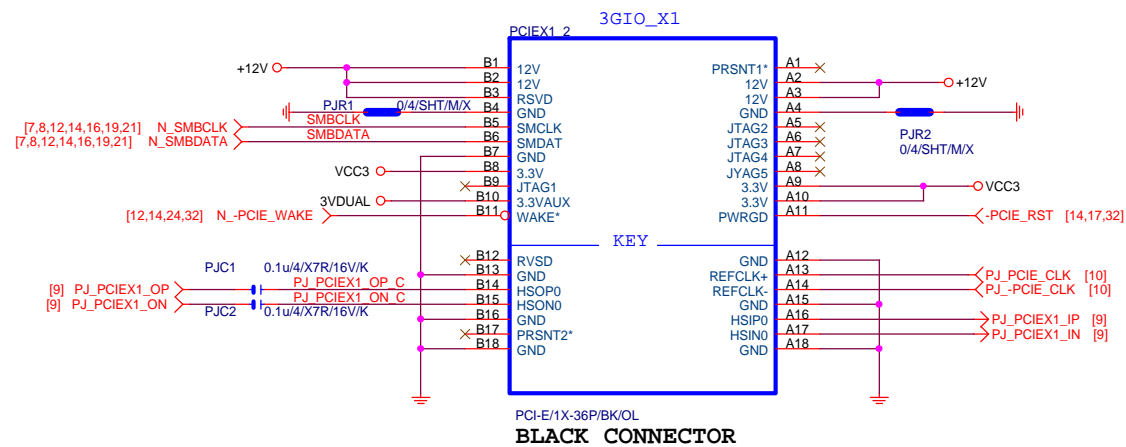 3GIO_X1
PCIEX1_2
B1 12V PRSNT1* A1
+12V B2 12V 12V A2 +12V
B3 RSVD 12V A3
PJR1 0/4/SHT/M/X B4 GND GND A4
[7,8,12,14,16,19,21] N_SMBCLK SMBCLK B5 SMCLK JTAG2 A5
[7,8,12,14,16,19,21] N_SMBDATA SMBDATA B6 SMDAT JTAG3 A6 PJR2
B7 GND JTAG4 A7 0/4/SHT/M/X
VCC3 B8 3.3V JYAG5 A8
B9 JTAG1 3.3V A9 VCC3
3VDUAL B10 3.3VAUX 3.3V A10
[12,14,24,32] N_-PCIE_WAKE B11 WAKE* PWRGD A11 -PCIE_RST [14,17,32]
KEY
B12 RVSD GND A12
PJC1 0.1u/4/X7R/16V/K B13 GND REFCLK+ A13 PJ_PCIE_CLK [10]
[9] PJ_PCIEX1_OP PJ_PCIEX1_OP_C B14 HSOP0 REFCLK- A14 PJ_-PCIE_CLK [10]
[9] PJ_PCIEX1_ON PJ_PCIEX1_ON_C B15 HSON0 GND A15
PJC2 0.1u/4/X7R/16V/K B16 GND HSIP0 A16 PJ_PCIEX1_IP [9]
B17 PRSNT2* HSIN0 A17 PJ_PCIEX1_IN [9]
B18 GND GND A18
PCI-E/1X-36P/BK/OL
BLACK CONNECTOR